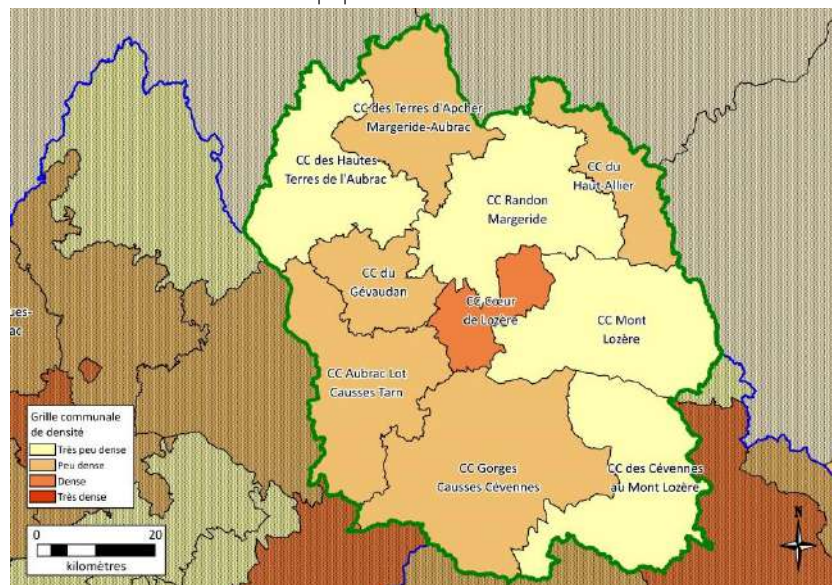 CC des Terres d'Apcher
Margeride-Aubrac
CC des Hautes
Terres de l'Aubrac
CC du
Haut-Allier
CC Randon
Margeride
CC du
Gévaudan
ues-
ac
CC Cœur
de Lozère
CC Mont
Lozère
CC Aubrac Lot
Causses Tarn
CC Gorges
Causses Cévennes
CC des Cévennes
au Mont Lozère
Grille communale
de densité
Très peu dense
Peu dense
Dense
Très dense
0 20
kilomètres
N